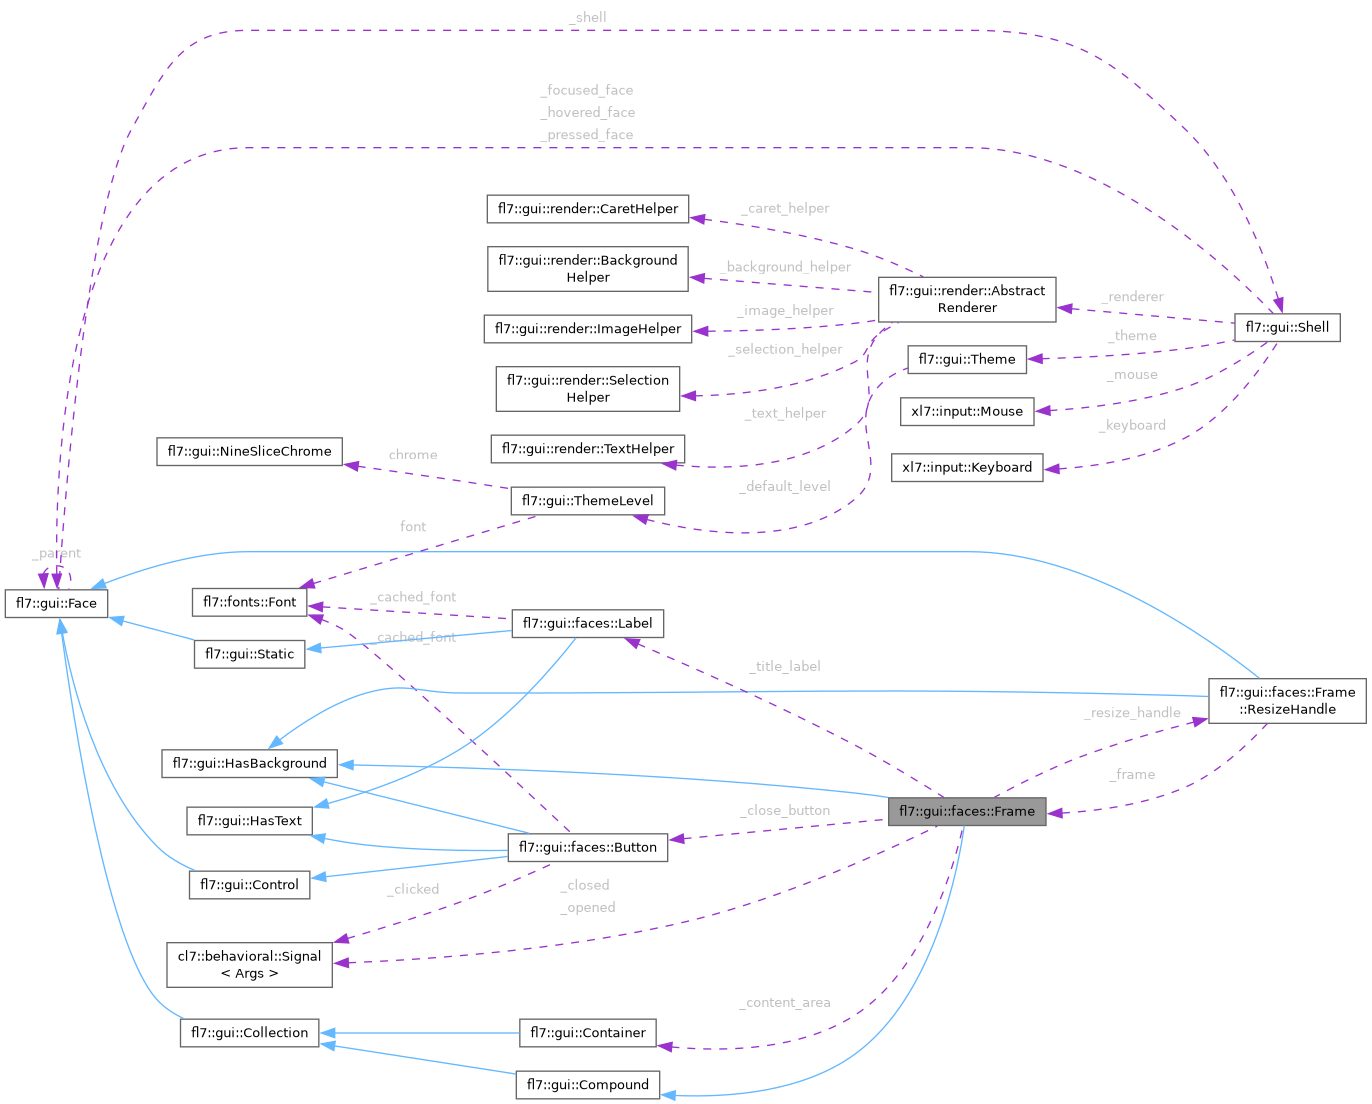 _shell
_focused_face
_hovered_face
_pressed_face
fl7::gui::render::CaretHelper
_caret_helper
fl7::gui::render::Background
Helper
_background_helper
fl7::gui::render::Abstract
Renderer
_renderer
_image_helper
fl7::gui::render::ImageHelper
fl7::gui::Shell
_theme
_selection_helper
fl7::gui::Theme
_mouse
fl7::gui::render::Selection
Helper
xl7::input::Mouse
_text_helper
_keyboard
fl7::gui::render::TextHelper
fl7::gui::NineSliceChrome
chrome
xl7::input::Keyboard
_default_level
fl7::gui::ThemeLevel
font
_parent
fl7::gui::Face
fl7::fonts::Font
_cached_font
fl7::gui::faces::Label
_cached_font
fl7::gui::Static
_title_label
fl7::gui::faces::Frame
::ResizeHandle
_resize_handle
fl7::gui::HasBackground
_frame
fl7::gui::HasText
_close_button
fl7::gui::faces::Frame
fl7::gui::faces::Button
fl7::gui::Control
_clicked
_closed
_opened
cl7::behavioral::Signal
< Args >
_content_area
fl7::gui::Collection
fl7::gui::Container
fl7::gui::Compound